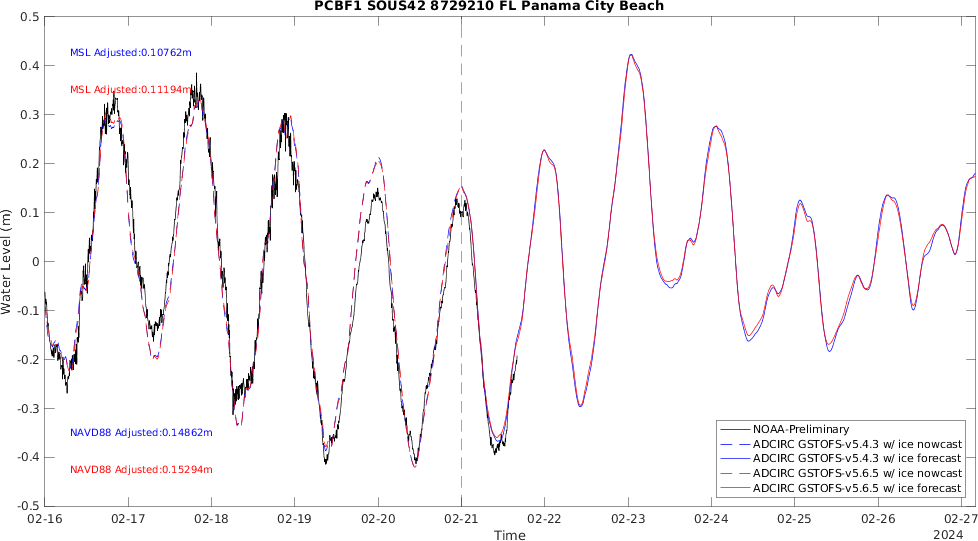 PCBF1 SOUS42 8729210 FL Panama City Beach
0.5
0.4
0.3
0.2
0.1
0
-0.1
-0.2
-0.3
-0.4
-0.5
Water Level (m)
MSL Adjusted:0.10762m
MSL Adjusted:0.11194m
NAVD88 Adjusted:0.14862m
NAVD88 Adjusted:0.15294m
NOAA-Preliminary
ADCIRC GSTOFS-v5.4.3 w/ ice nowcast
ADCIRC GSTOFS-v5.4.3 w/ ice forecast
ADCIRC GSTOFS-v5.6.5 w/ ice nowcast
ADCIRC GSTOFS-v5.6.5 w/ ice forecast
02-16 02-17 02-18 02-19 02-20 02-21 02-22 02-23 02-24 02-25 02-26 02-27
Time
2024